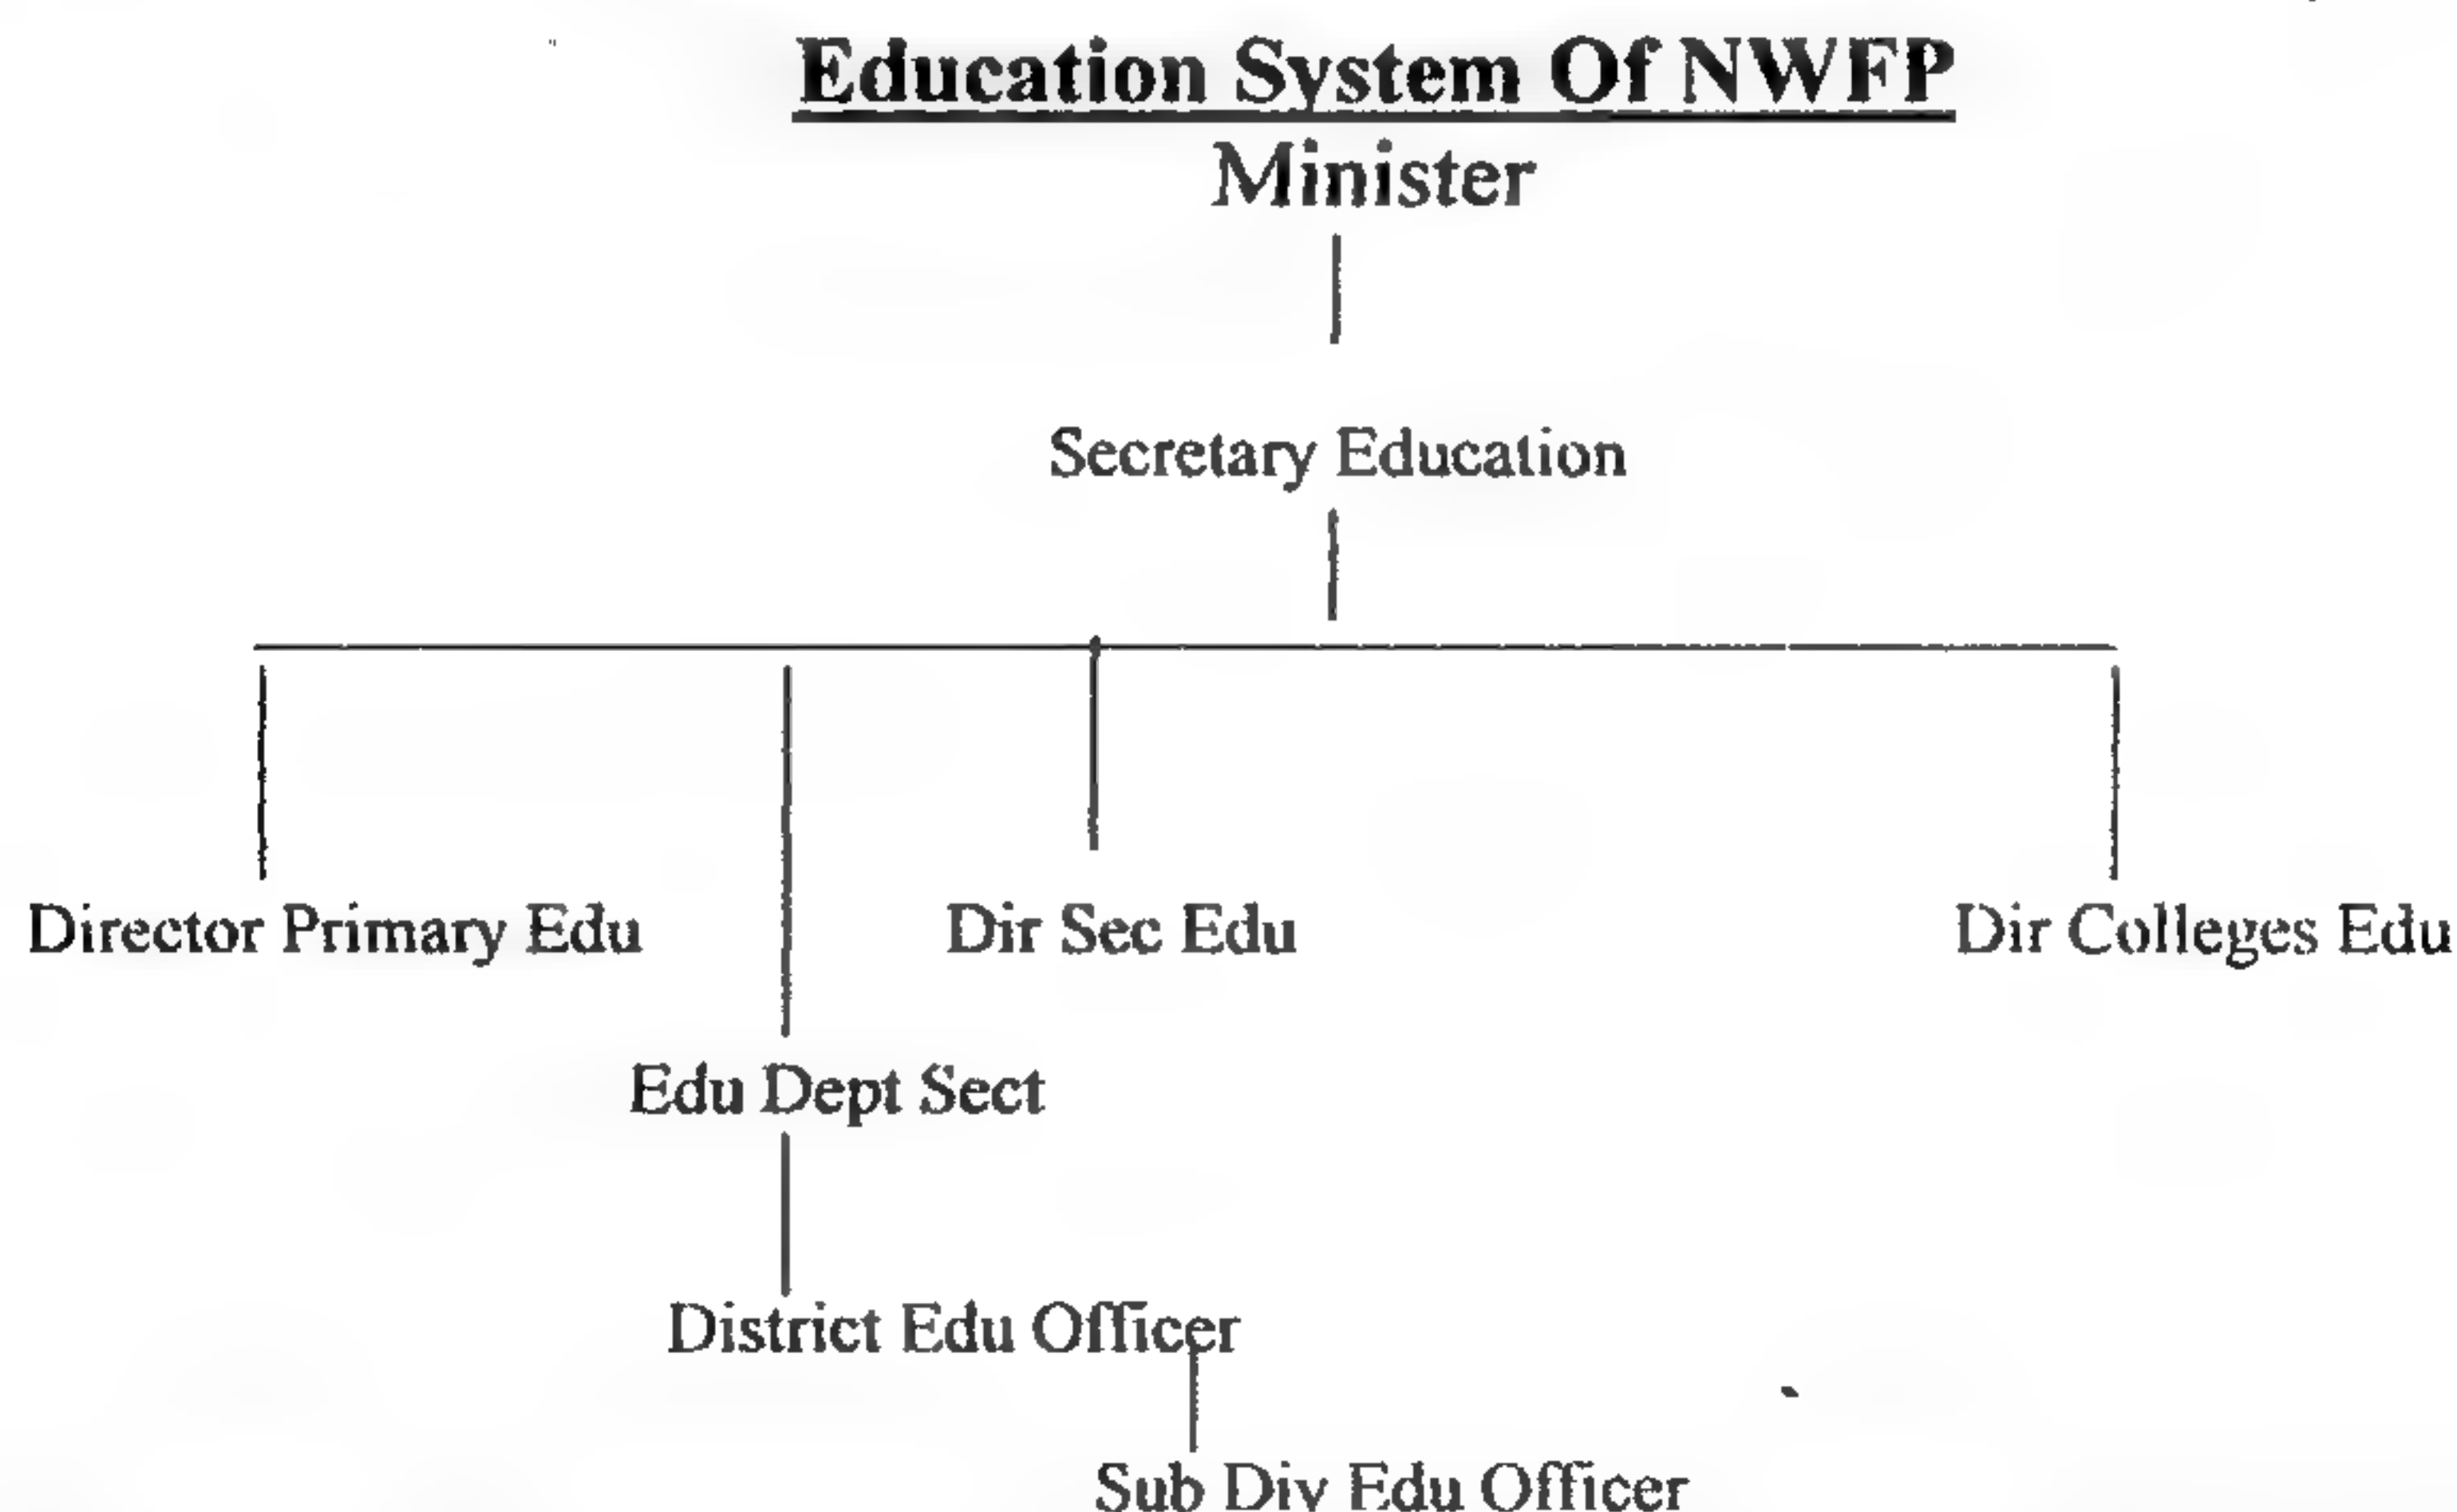 Education System Of NWFP
Minister
Secretary Education
Director Primary Edu
Dir Sec Edu
Dir Colleges Edu
Edu Dept Sect
District Edu Officer
Sub Div Edu Officer